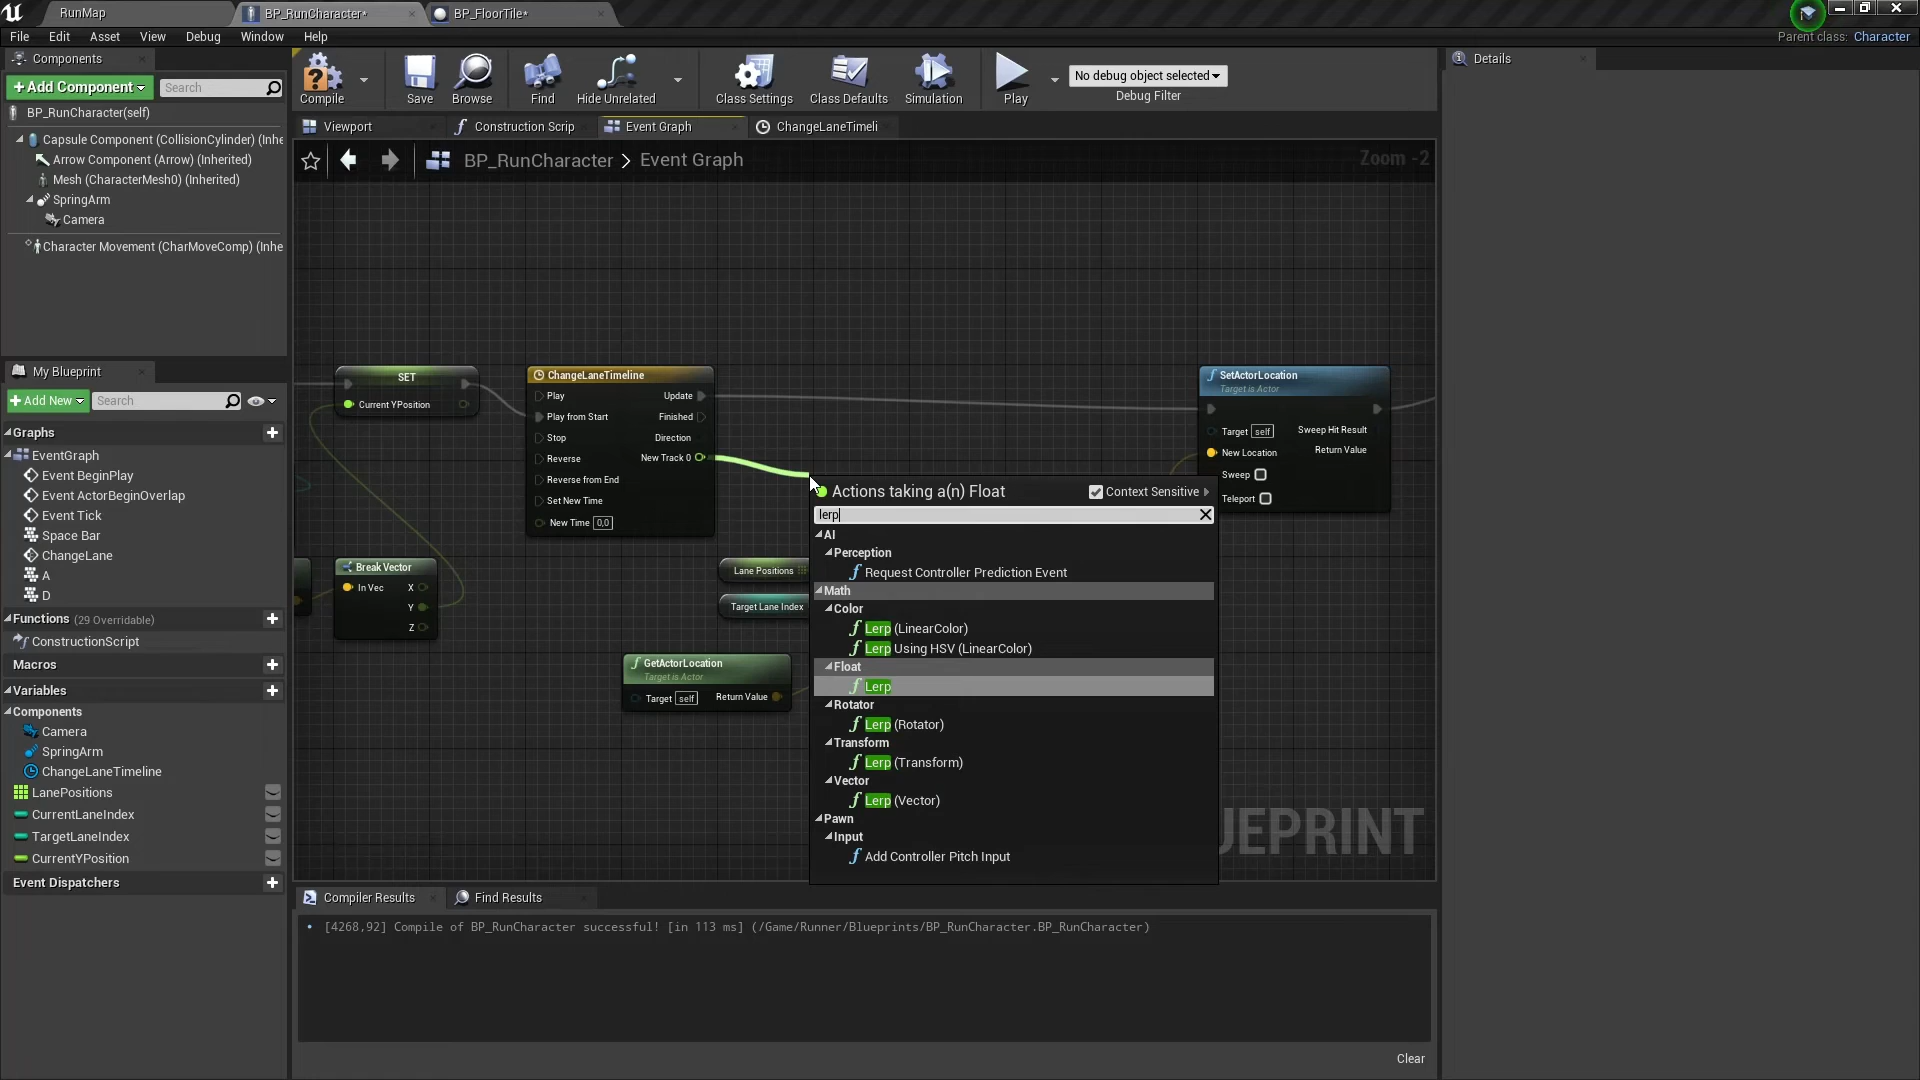 RunMap
BP_RunCharacter*
BP_FloorTile*
File Edit Asset View Debug Window Help
Parent class: Character
Components
+Add Component
Search
BP_RunCharacter(self)
Capsule Component (CollisionCylinder) (Inhe
Arrow Component (Arrow) (Inherited)
Mesh (CharacterMesh0) (Inherited)
SpringArm
Camera
Character Movement (CharMoveComp) (Inhe
Compile
Save
Browse
Find
Hide Unrelated
Class Settings
Class Defaults
Simulation
Play
No debug object selected
Debug Filter
Details
Viewport
Construction Scrip
Event Graph
ChangeLaneTimeli
BP_RunCharacter > Event Graph
Zoom -2
My Blueprint
+Add New
Search
Graphs
EventGraph
Event BeginPlay
Event ActorBeginOverlap
Event Tick
Space Bar
ChangeLane
A
D
Functions (29 Overridable)
ConstructionScript
Macros
Variables
Components
Camera
SpringArm
ChangeLaneTimeline
LanePositions
CurrentLaneIndex
TargetLaneIndex
CurrentYPosition
Event Dispatchers
SET
Current YPosition
ChangeLaneTimeline
Play Update
Play from Start Finished
Stop Direction
Reverse New Track 0
Reverse from End
Set New Time
New Time 0,0
Break Vector
In Vec X
Y
Z
Lane Positions
Target Lane Index
GetActorLocation
Target is Actor
Target self Return Value
SetActorLocation
Target is Actor
Target self Sweep Hit Result
New Location Return Value
Sweep
Teleport
Actions taking a(n) Float
Context Sensitive
lerp
AI
Perception
Request Controller Prediction Event
Math
Color
Lerp (LinearColor)
Lerp Using HSV (LinearColor)
Float
Lerp
Rotator
Lerp (Rotator)
Transform
Lerp (Transform)
Vector
Lerp (Vector)
Pawn
Input
Add Controller Pitch Input
UEPRINT
Compiler Results
Find Results
• [4268,92] Compile of BP_RunCharacter successful! [in 113 ms] (/Game/Runner/Blueprints/BP_RunCharacter.BP_RunCharacter)
Clear